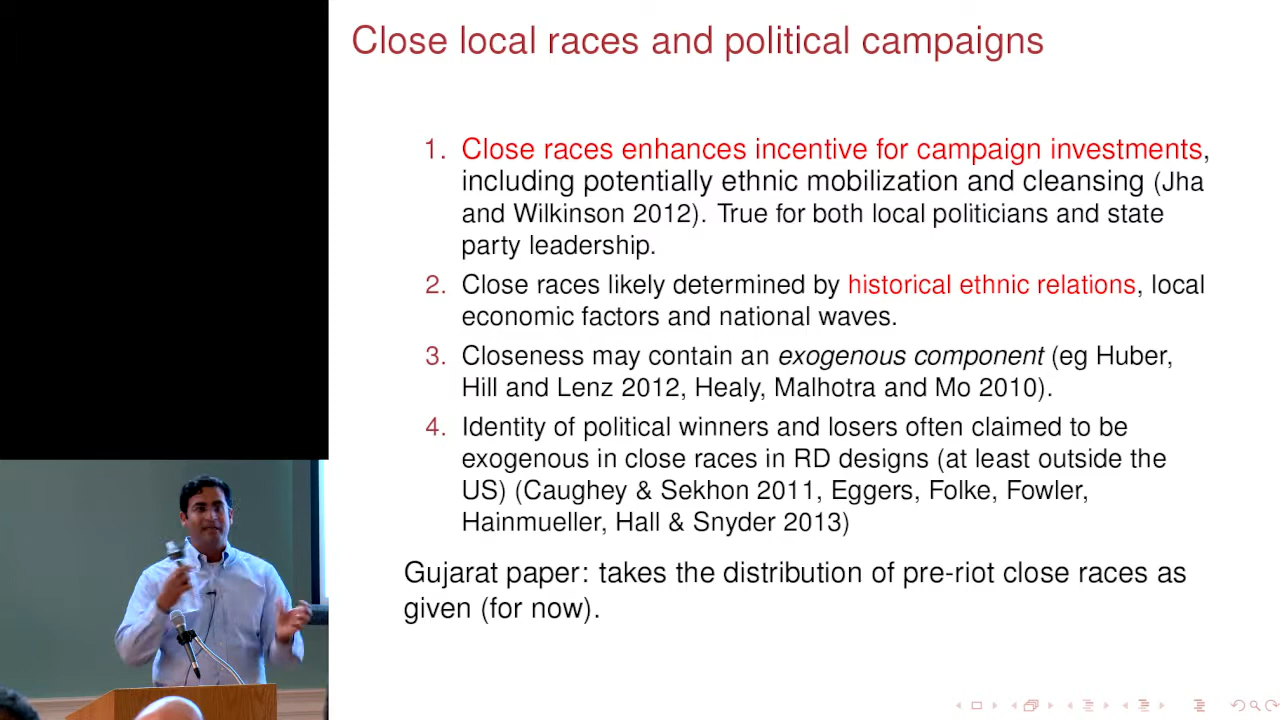 Close local races and political campaigns
1. Close races enhances incentive for campaign investments,
including potentially ethnic mobilization and cleansing (Jha
and Wilkinson 2012). True for both local politicians and state
party leadership.
2. Close races likely determined by historical ethnic relations, local
economic factors and national waves.
3. Closeness may contain an exogenous component (eg Huber,
Hill and Lenz 2012, Healy, Malhotra and Mo 2010).
4. Identity of political winners and losers often claimed to be
exogenous in close races in RD designs (at least outside the
US) (Caughey & Sekhon 2011, Eggers, Folke, Fowler,
Hainmueller, Hall & Snyder 2013)
Gujarat paper: takes the distribution of pre-riot close races as
given (for now).